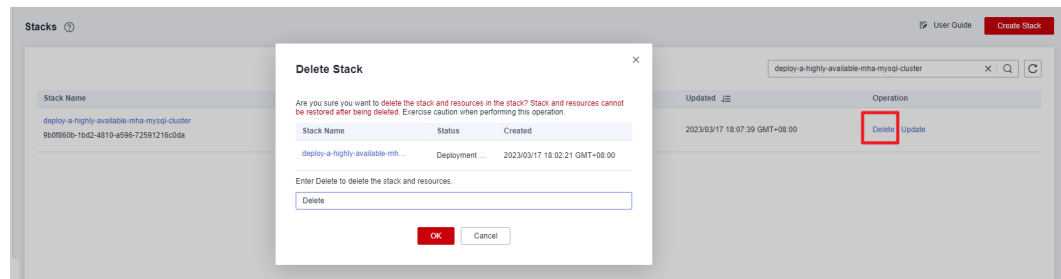 Stacks
User Guide
Create Stack
deploy-a-highly-available-mha-mysql-cluster
Stack Name
Updated
Operation
deploy-a-highly-available-mha-mysql-cluster
9b0f860b-1bd2-4810-a596-72591216c0da
2023/03/17 18:07:39 GMT+08:00
Delete
Update
Delete Stack
Are you sure you want to delete the stack and resources in the stack? Stack and resources cannot
be restored after being deleted. Exercise caution when performing this operation.
Stack Name
Status
Created
deploy-a-highly-available-mh...
Deployment ...
2023/03/17 18:02:21 GMT+08:00
Enter Delete to delete the stack and resources.
Delete
OK
Cancel